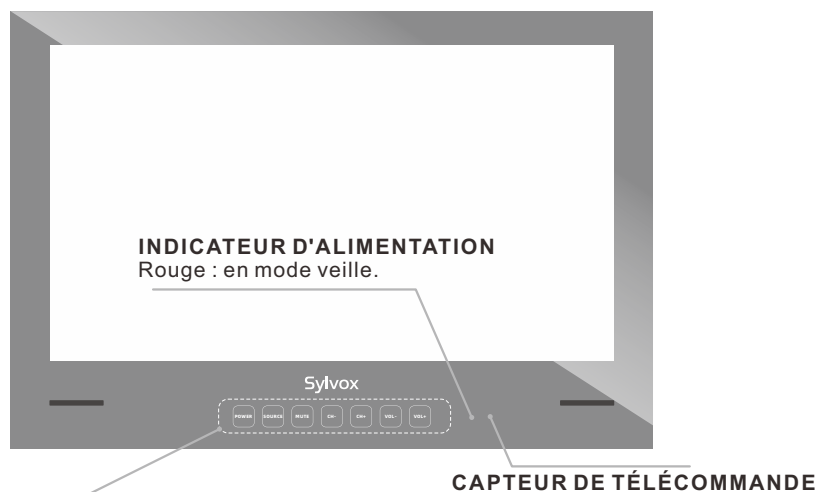 INDICATEUR D'ALIMENTATION
Rouge : en mode veille.
Sylvox
POWER SOURCE MUTE CH- CH+ VOL- VOL+
CAPTEUR DE TÉLÉCOMMANDE